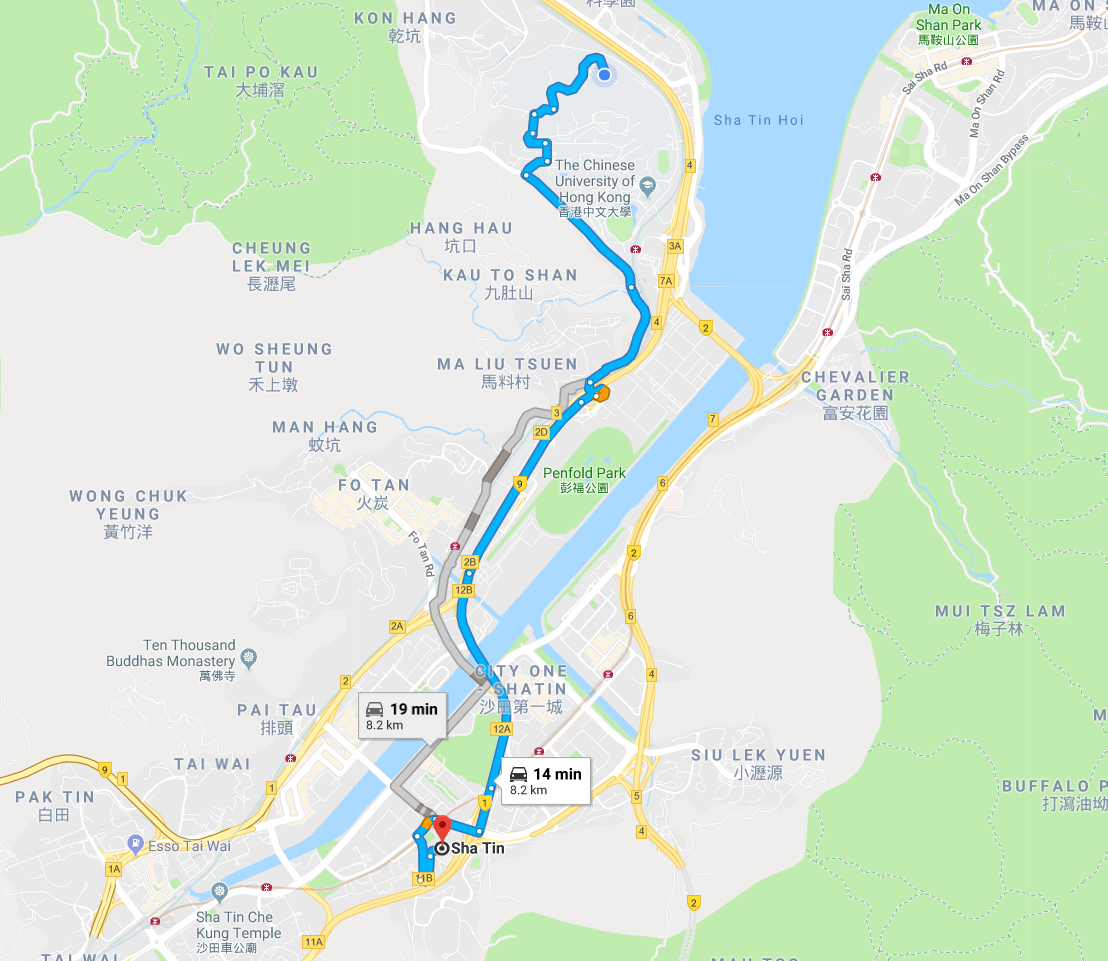 科學園
KON HANG
乾坑
Ma On
Shan Park
馬鞍山公園
MA ON
馬鞍山
TAI PO KAU
大埔滘
Sai Sha Rd
Ma On Shan Rd
Sha Tin Hoi
Ma On Shan Bypass
4
The Chinese
University of
Hong Kong
香港中文大學
HANG HAU
坑口
3A
CHEUNG
LEK MEI
長瀝尾
KAU TO SHAN
九肚山
7A
Sai Sha Rd
4
2
WO SHEUNG
TUN
禾上墩
MA LIU TSUEN
馬料村
CHEVALIER
GARDEN
富安花園
3
2D
7
MAN HANG
蚊坑
Penfold Park
彭福公園
FO TAN
火炭
9
6
WONG CHUK
YEUNG
黃竹洋
Fo Tan Rd
2B
2
12B
6
MUI TSZ LAM
梅子林
2A
Ten Thousand
Buddhas Monastery
萬佛寺
2
CITY ONE
SHATIN
沙田第一城
4
PAI TAU
排頭
19 min
8.2 km
12A
SIU LEK YUEN
小瀝源
TAI WAI
9
1
14 min
8.2 km
1
PAK TIN
白田
1
5
BUFFALO P
打瀉油坳
4
Esso Tai Wai
Sha Tin
1A
11B
2
Sha Tin Che
Kung Temple
沙田車公廟
11A
TAI WAI